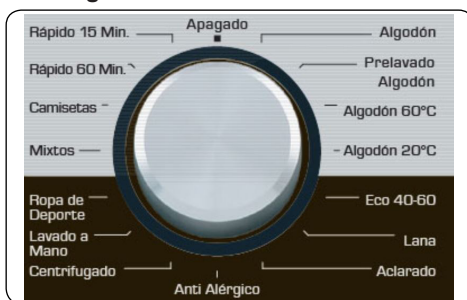 Apagado
Rápido 15 Min.
Algodón
Rápido 60 Min.
Prelavado
Algodón
Camisetas
Algodón 60°C
Mixtos
Algodón 20°C
Ropa de
Deporte
Eco 40-60
Lavado a
Mano
Lana
Centrifugado
Aclarado
Anti Alérgico